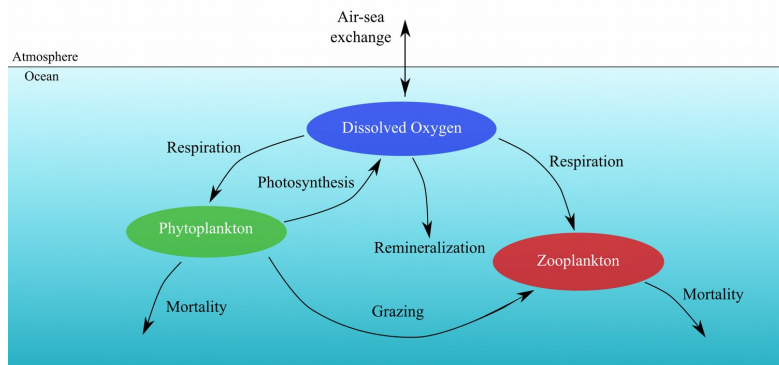 Air-sea
exchange
Atmosphere
Ocean
Dissolved Oxygen
Respiration
Respiration
Photosynthesis
Phytoplankton
Remineralization
Zooplankton
Mortality
Grazing
Mortality